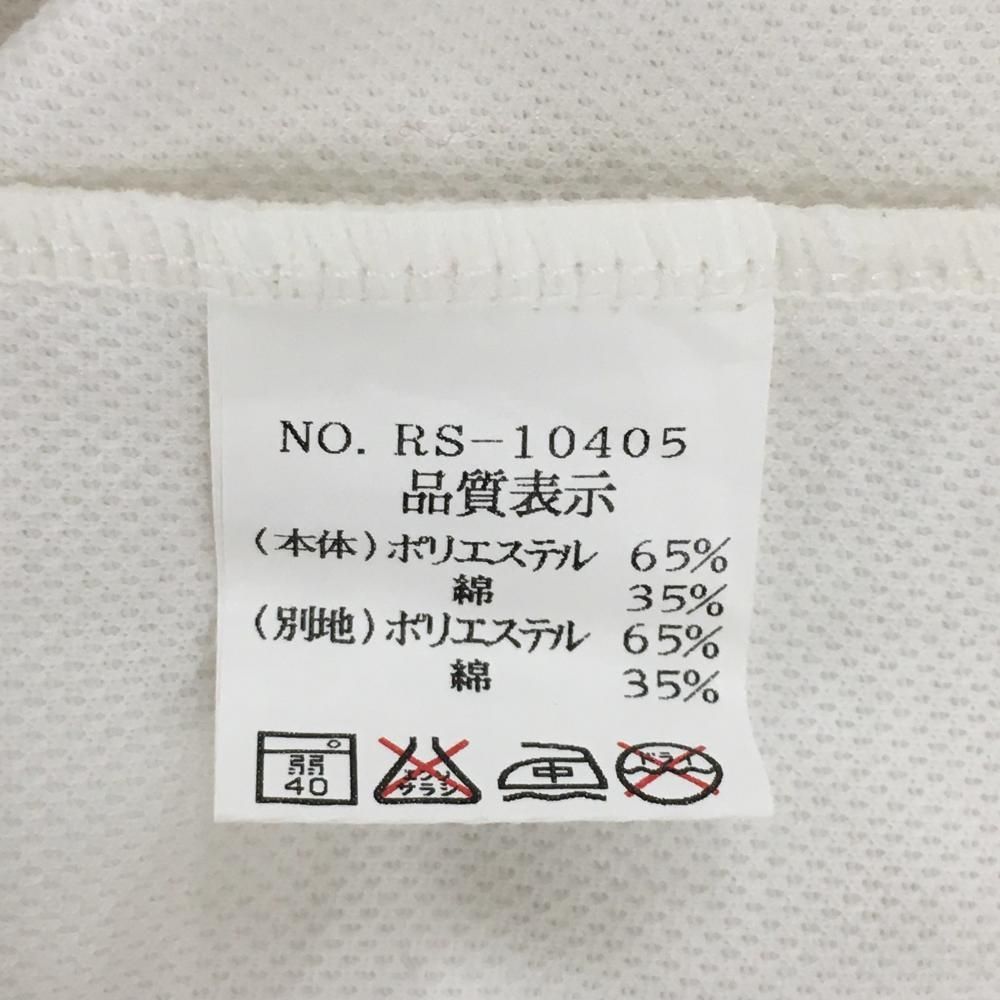 NO. RS-10405
品質表示
(本体)ポリエステル 65%
綿 35%
(別地)ポリエステル 65%
綿 35%
弱 40 エンソサラシ 中 ドライ